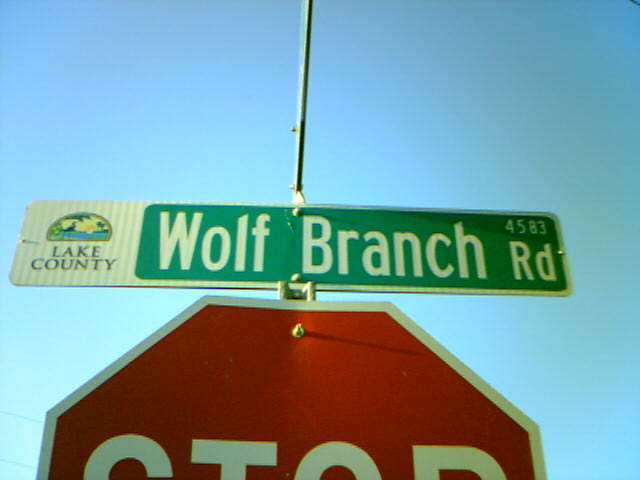 LAKE
COUNTY
Wolf Branch Rd
4583
STOP